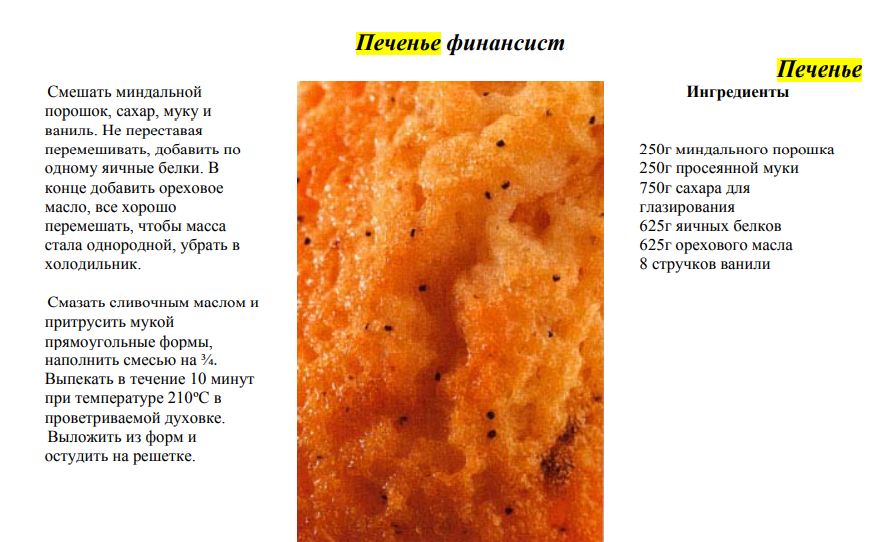 Печенье финансист
Печенье
Смешать миндальной
порошок, сахар, муку и
ваниль. Не переставая
перемешивать, добавить по
одному яичные белки. В
конце добавить ореховое
масло, все хорошо
перемешать, чтобы масса
стала однородной, убрать в
холодильник.
Смазать сливочным маслом и
притрусить мукой
прямоугольные формы,
наполнить смесью на ¾.
Выпекать в течение 10 минут
при температуре 210ºС в
проветриваемой духовке.
Выложить из форм и
остудить на решетке.
Ингредиенты
250г миндального порошка
250г просеянной муки
750г сахара для
глазирования
625г яичных белков
625г орехового масла
8 стручков ванили